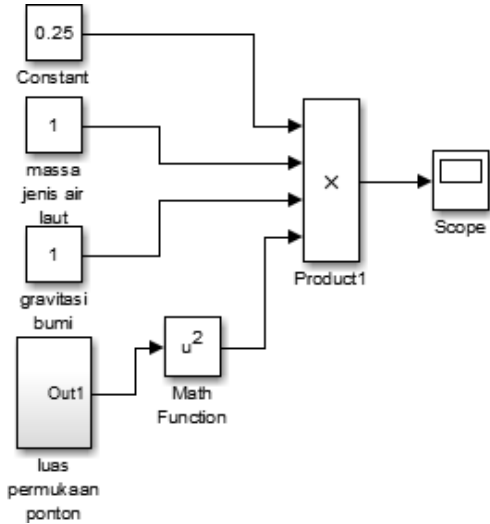 0.25
Constant
1
massa
jenis air
laut
1
gravitasi
bumi
Out1
luas
permukaan
ponton
u2
Math
Function
×
Product1
Scope